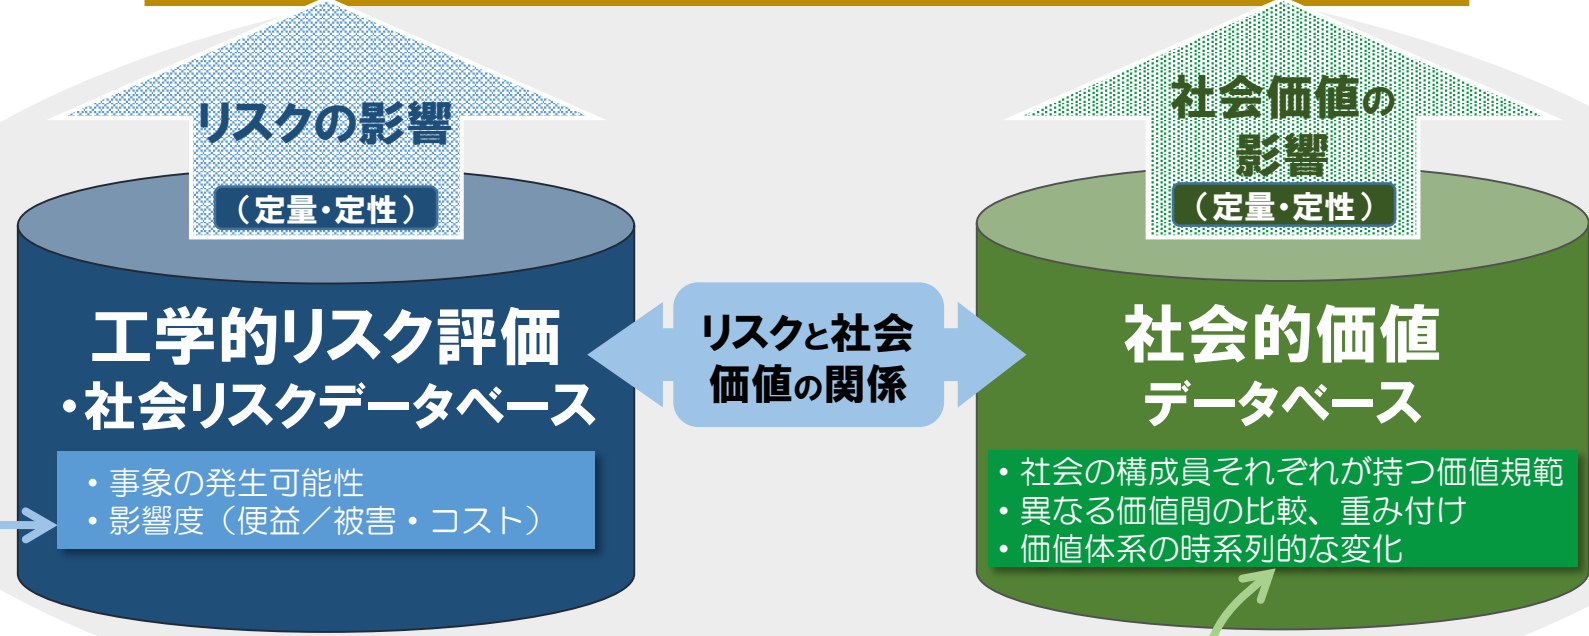 リスクの影響
（定量・定性）
工学的リスク評価
・社会リスクデータベース
・事象の発生可能性
・影響度（便益／被害・コスト）
リスクと社会
価値の関係
社会価値の
影響
（定量・定性）
社会的価値
データベース
・社会の構成員それぞれが持つ価値規範
・異なる価値間の比較、重み付け
・価値体系の時系列的な変化